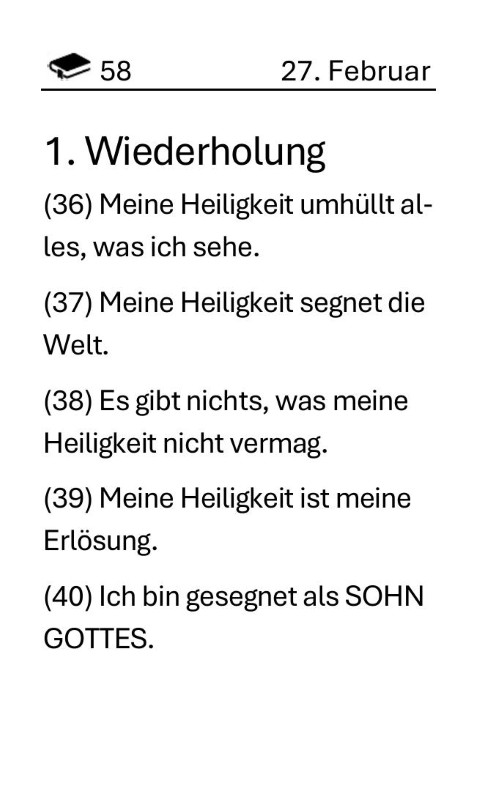 58 27. Februar
1. Wiederholung
(36) Meine Heiligkeit umhüllt al-
les, was ich sehe.
(37) Meine Heiligkeit segnet die
Welt.
(38) Es gibt nichts, was meine
Heiligkeit nicht vermag.
(39) Meine Heiligkeit ist meine
Erlösung.
(40) Ich bin gesegnet als SOHN
GOTTES.